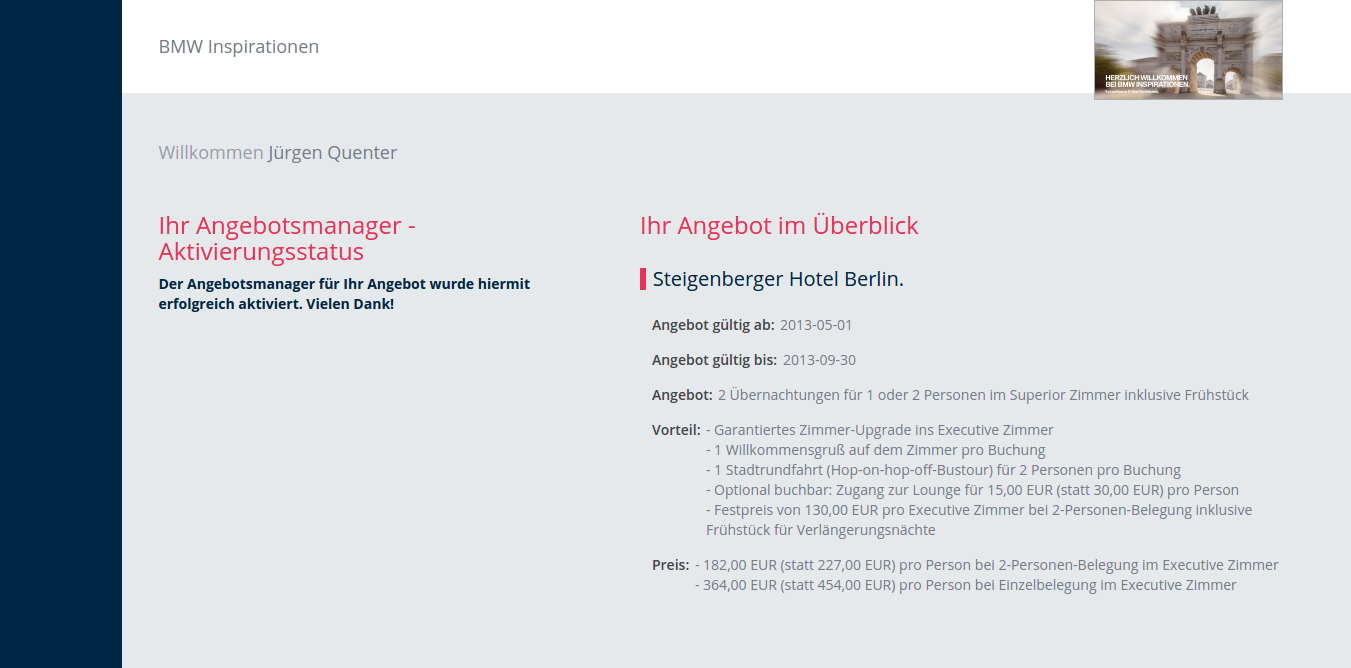 BMW Inspirationen
HERZLICH WILLKOMMEN
BEI BMW INSPIRATIONEN.
Willkommen Jürgen Quenter
Ihr Angebotsmanager -
Aktivierungsstatus
Der Angebotsmanager für Ihr Angebot wurde hiermit
erfolgreich aktiviert. Vielen Dank!
Ihr Angebot im Überblick
Steigenberger Hotel Berlin.
Angebot gültig ab: 2013-05-01
Angebot gültig bis: 2013-09-30
Angebot: 2 Übernachtungen für 1 oder 2 Personen im Superior Zimmer inklusive Frühstück
Vorteil: - Garantiertes Zimmer-Upgrade ins Executive Zimmer
- 1 Willkommensgruß auf dem Zimmer pro Buchung
- 1 Stadtrundfahrt (Hop-on-hop-off-Bustour) für 2 Personen pro Buchung
- Optional buchbar: Zugang zur Lounge für 15,00 EUR (statt 30,00 EUR) pro Person
- Festpreis von 130,00 EUR pro Executive Zimmer bei 2-Personen-Belegung inklusive
Frühstück für Verlängerungsnächte
Preis: - 182,00 EUR (statt 227,00 EUR) pro Person bei 2-Personen-Belegung im Executive Zimmer
- 364,00 EUR (statt 454,00 EUR) pro Person bei Einzelbelegung im Executive Zimmer